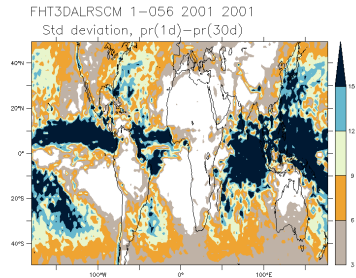 FHT3DALRSCM 1-056 2001 2001
Std deviation, pr(1d)-pr(30d)
40°N
20°N
0°
20°S
40°S
100°W
0°
100°E
15
12
9
6
3